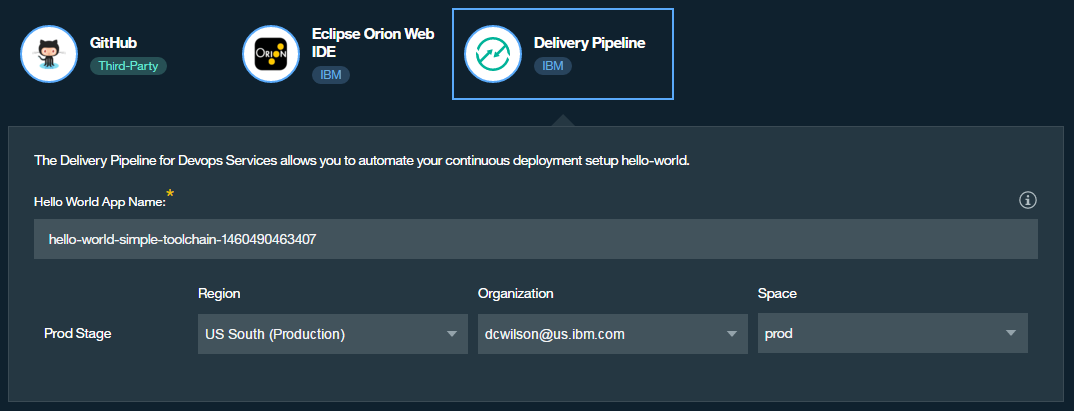 GitHub
Third-Party
ORION
Eclipse Orion Web
IDE
IBM
Delivery Pipeline
IBM
The Delivery Pipeline for Devops Services allows you to automate your continuous deployment setup hello-world.
Hello World App Name:*
hello-world-simple-toolchain-1460490463407
Region Organization Space
Prod Stage US South (Production) dcwilson@us.ibm.com prod